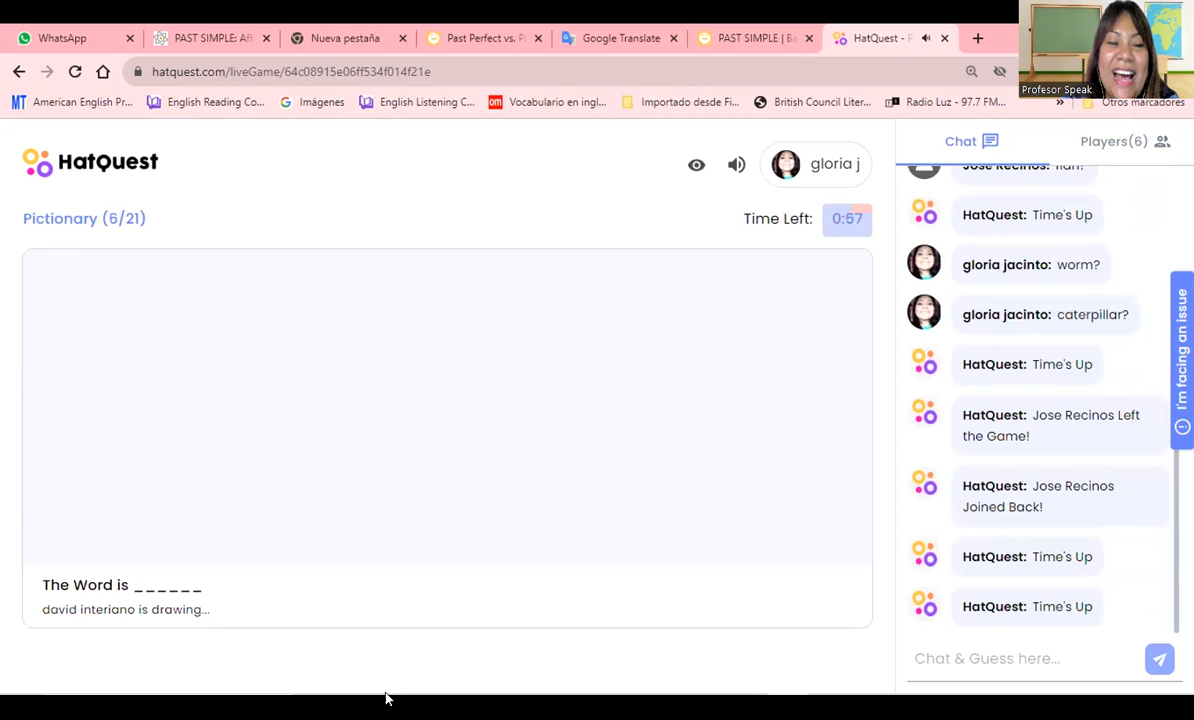 WhatsApp
PAST SIMPLE: Af
Nueva pestaña
Past Perfect vs. P
Google Translate
PAST SIMPLE | Ba
HatQuest - P
hatquest.com/liveGame/64c08915e06ff534f014f21e
Profesor Speak
MT American English Pr...
English Reading Co...
G Imágenes
English Listening C...
om Vocabulario en ingl...
Importado desde Fi...
British Council Liter...
Radio Luz - 97.7 FM...
» Otros marcadores
HatQuest
gloria j
Chat
Players(6)
Pictionary (6/21)
Time Left: 0:57
The Word is _ _ _ _ _ _
david interiano is drawing...
HatQuest: Time's Up
gloria jacinto: worm?
gloria jacinto: caterpillar?
HatQuest: Time's Up
HatQuest: Jose Recinos Left
the Game!
HatQuest: Jose Recinos
Joined Back!
HatQuest: Time's Up
HatQuest: Time's Up
Chat & Guess here...
I'm facing an issue